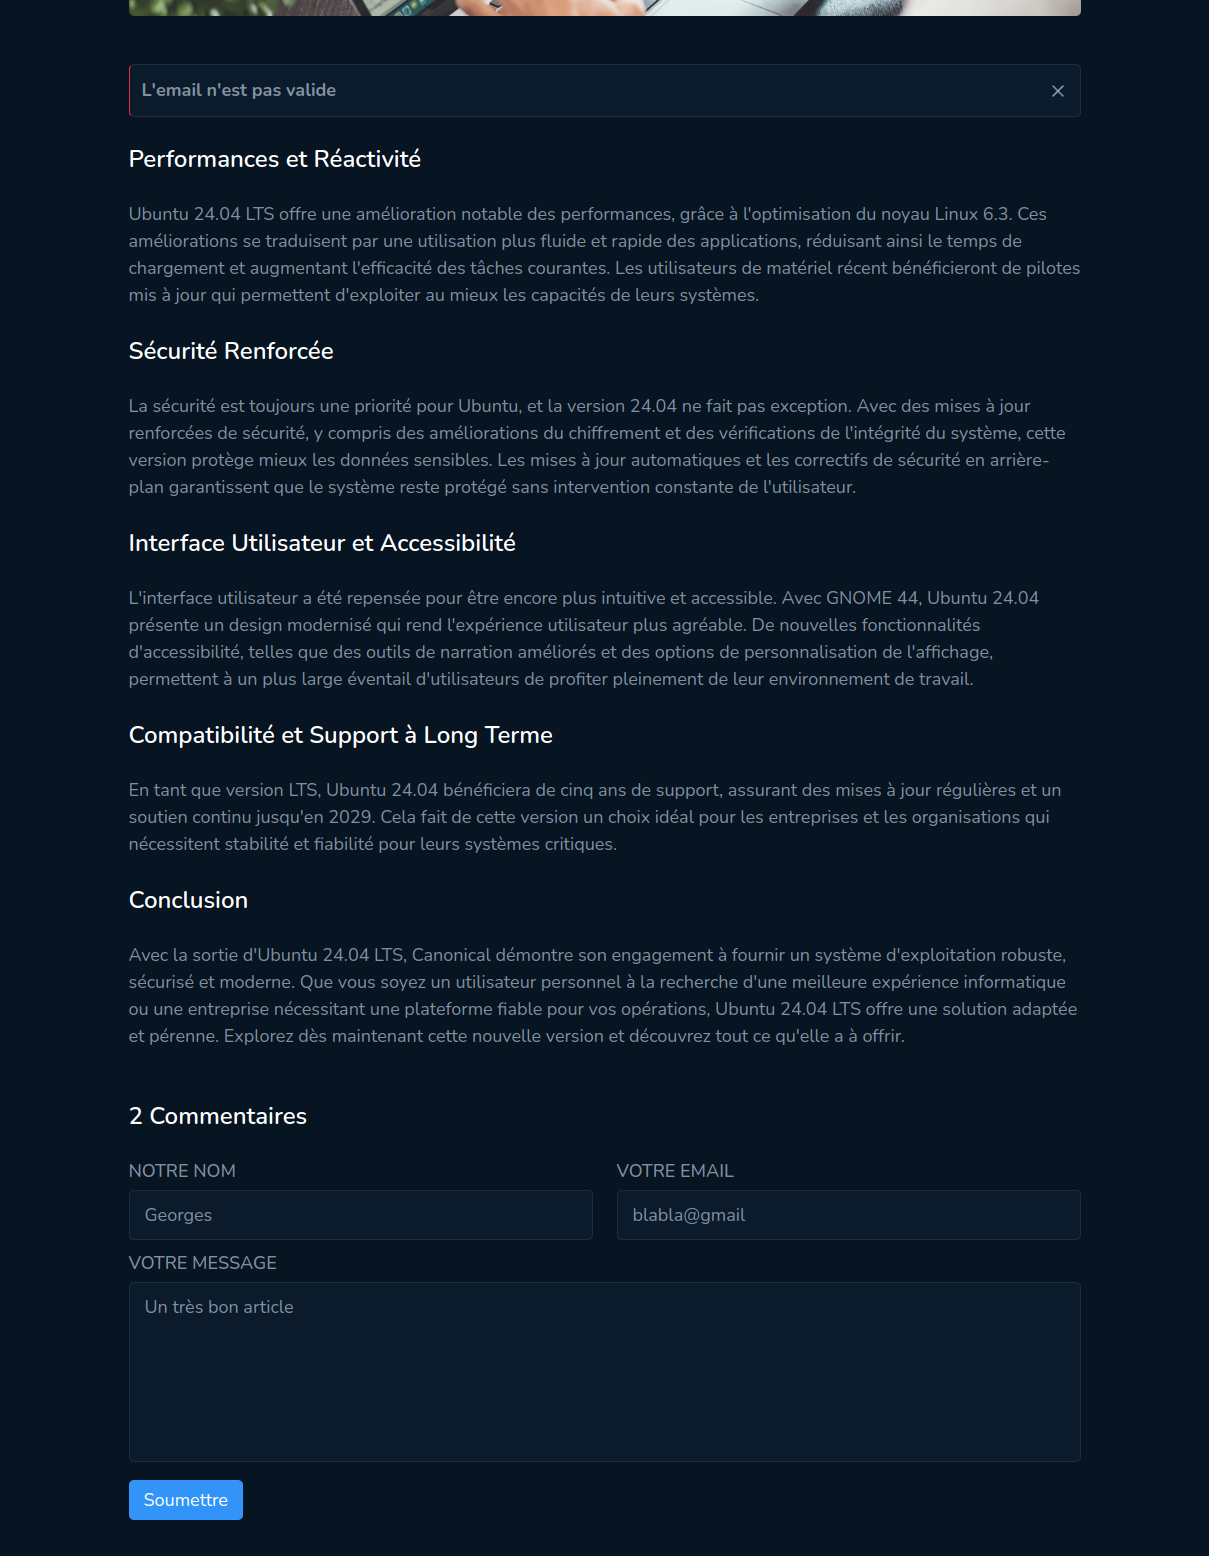 L'email n'est pas valide
Performances et Réactivité
Ubuntu 24.04 LTS offre une amélioration notable des performances, grâce à l'optimisation du noyau Linux 6.3. Ces
améliorations se traduisent par une utilisation plus fluide et rapide des applications, réduisant ainsi le temps de
chargement et augmentant l'efficacité des tâches courantes. Les utilisateurs de matériel récent bénéficieront de pilotes
mis à jour qui permettent d'exploiter au mieux les capacités de leurs systèmes.
Sécurité Renforcée
La sécurité est toujours une priorité pour Ubuntu, et la version 24.04 ne fait pas exception. Avec des mises à jour
renforcées de sécurité, y compris des améliorations du chiffrement et des vérifications de l'intégrité du système, cette
version protège mieux les données sensibles. Les mises à jour automatiques et les correctifs de sécurité en arrière-
plan garantissent que le système reste protégé sans intervention constante de l'utilisateur.
Interface Utilisateur et Accessibilité
L'interface utilisateur a été repensée pour être encore plus intuitive et accessible. Avec GNOME 44, Ubuntu 24.04
présente un design modernisé qui rend l'expérience utilisateur plus agréable. De nouvelles fonctionnalités
d'accessibilité, telles que des outils de narration améliorés et des options de personnalisation de l'affichage,
permettent à un plus large éventail d'utilisateurs de profiter pleinement de leur environnement de travail.
Compatibilité et Support à Long Terme
En tant que version LTS, Ubuntu 24.04 bénéficiera de cinq ans de support, assurant des mises à jour régulières et un
soutien continu jusqu'en 2029. Cela fait de cette version un choix idéal pour les entreprises et les organisations qui
nécessitent stabilité et fiabilité pour leurs systèmes critiques.
Conclusion
Avec la sortie d'Ubuntu 24.04 LTS, Canonical démontre son engagement à fournir un système d'exploitation robuste,
sécurisé et moderne. Que vous soyez un utilisateur personnel à la recherche d'une meilleure expérience informatique
ou une entreprise nécessitant une plateforme fiable pour vos opérations, Ubuntu 24.04 LTS offre une solution adaptée
et pérenne. Explorez dès maintenant cette nouvelle version et découvrez tout ce qu'elle a à offrir.
2 Commentaires
NOTRE NOM
VOTRE EMAIL
Georges
blabla@gmail
VOTRE MESSAGE
Un très bon article
Soumettre